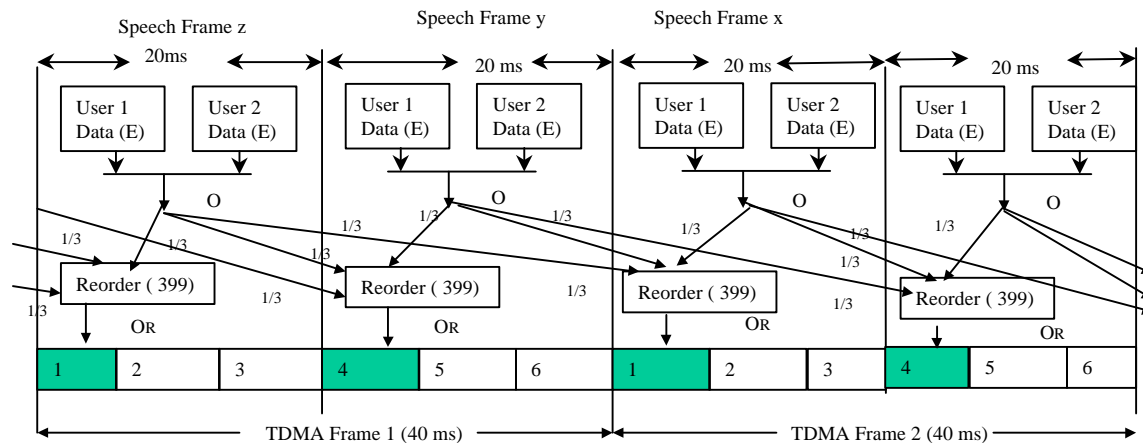 Speech Frame z
Speech Frame y
Speech Frame x
20ms
20 ms
20 ms
20 ms
User 1
Data (E)
User 2
Data (E)
User 1
Data (E)
User 2
Data (E)
User 1
Data (E)
User 2
Data (E)
User 1
Data (E)
User 2
Data (E)
O
O
O
O
1/3
1/3
1/3
1/3
1/3
1/3
1/3
1/3
1/3
Reorder ( 399)
Reorder ( 399)
Reorder ( 399)
Reorder ( 399)
1/3
1/3
1/3
1/3
OR
OR
OR
OR
1
2
3
4
5
6
1
2
3
4
5
6
TDMA Frame 1 (40 ms)
TDMA Frame 2 (40 ms)